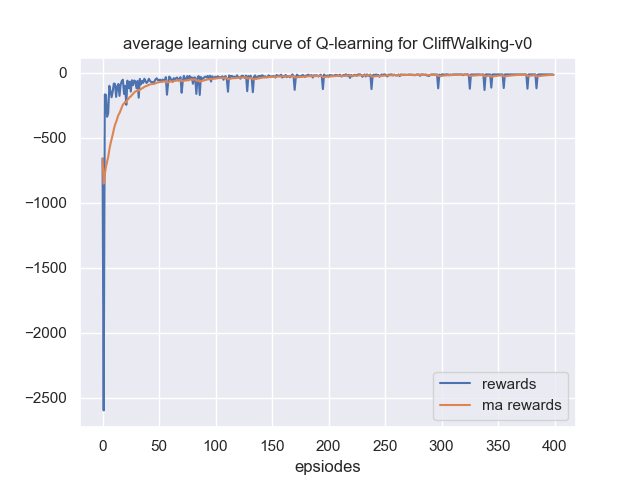 average learning curve of Q-learning for CliffWalking-v0
0
−500
−1000
−1500
−2000
−2500
0 50 100 150 200 250 300 350 400
epsiodes
rewards
ma rewards